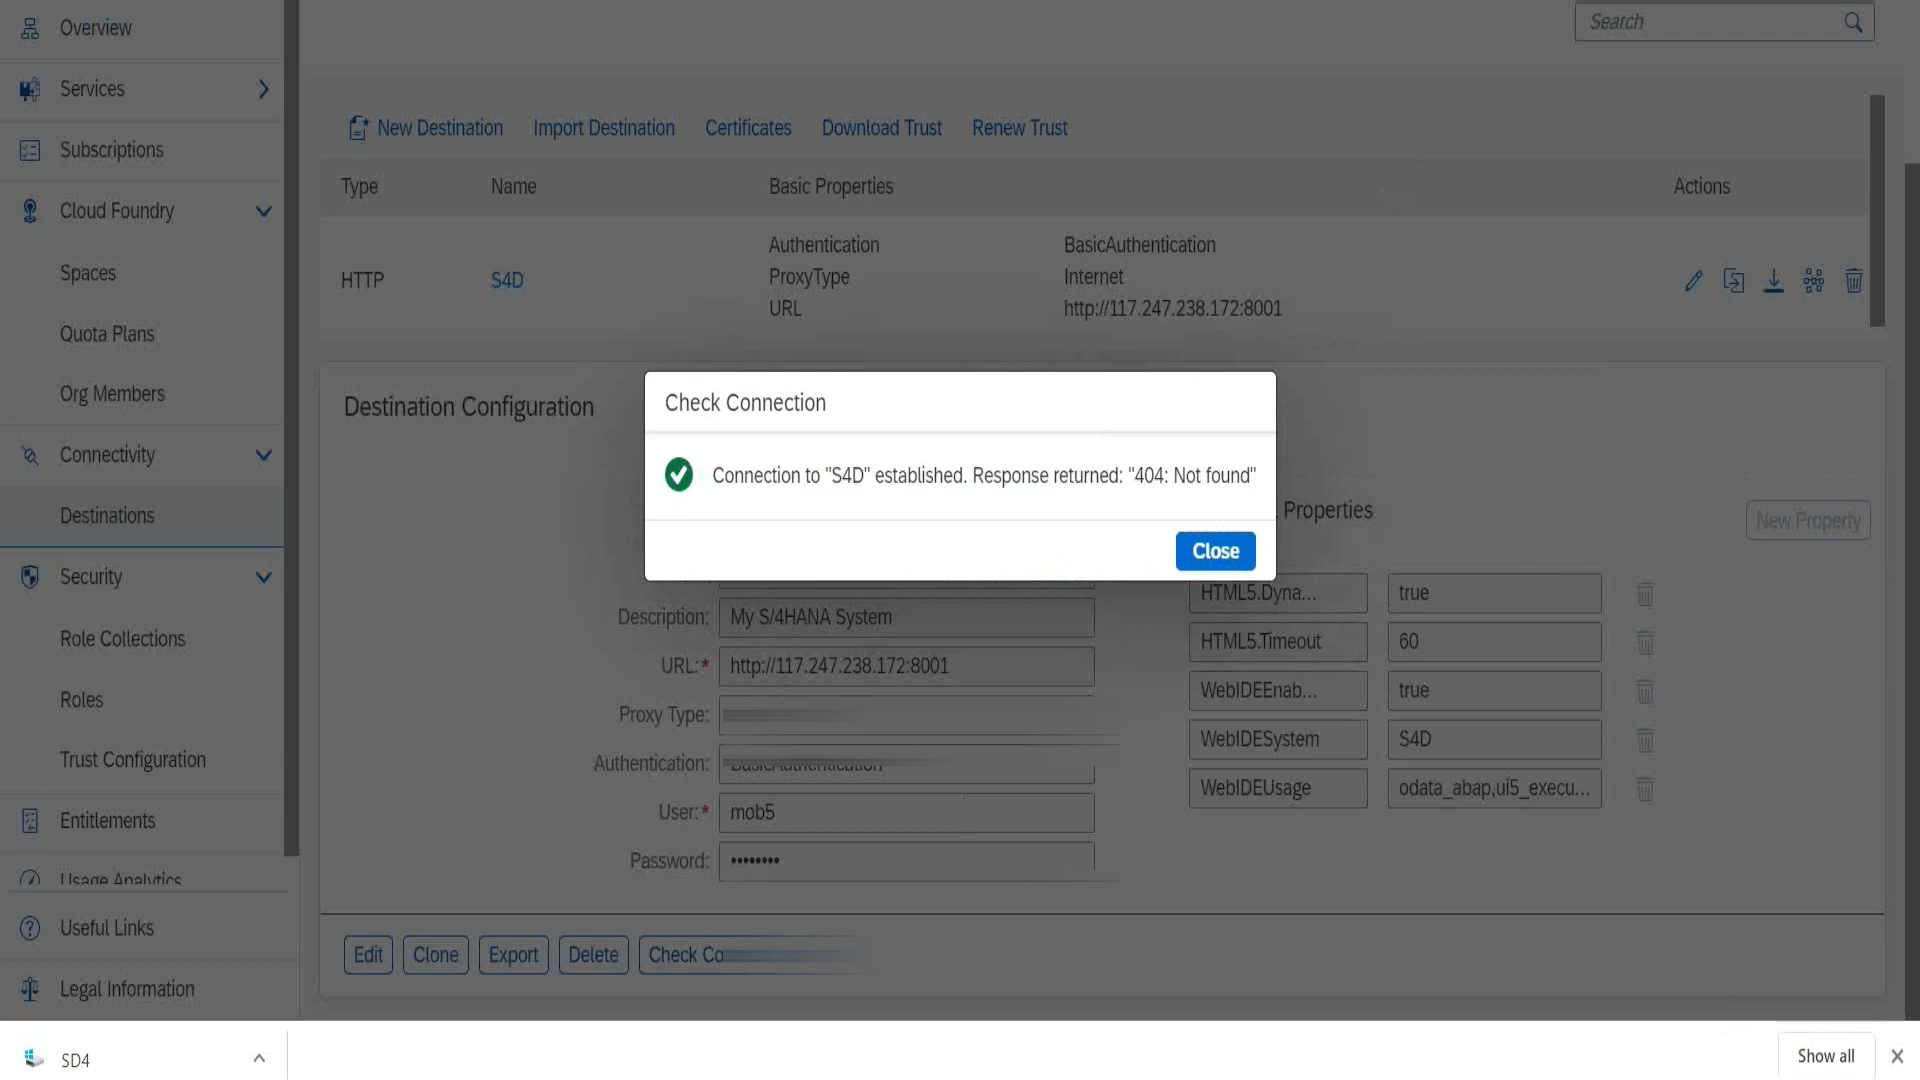 Overview
Search
Services
New Destination Import Destination Certificates Download Trust Renew Trust
Subscriptions
Type Name Basic Properties Actions
Cloud Foundry
Authentication BasicAuthentication
HTTP S4D ProxyType Internet
URL http://117.247.238.172:8001
Spaces
Quota Plans
Org Members
Destination Configuration
Check Connection
Connectivity
Connection to "S4D" established. Response returned: "404: Not found"
Properties
Destinations
New Property
Close
Security
HTML5.Dyna... true
Description: My S/4HANA System
HTML5.Timeout 60
Role Collections
URL:* http://117.247.238.172:8001
WebIDEEnab... true
Roles
Proxy Type:
WebIDESystem S4D
Trust Configuration
Authentication: BasicAuthentication
WebIDEUsage odata_abap,ui5_execu...
User:* mob5
Entitlements
Password: ••••••••
Usage Analytics
Useful Links
Edit Clone Export Delete Check Co
Legal Information
SD4
Show all